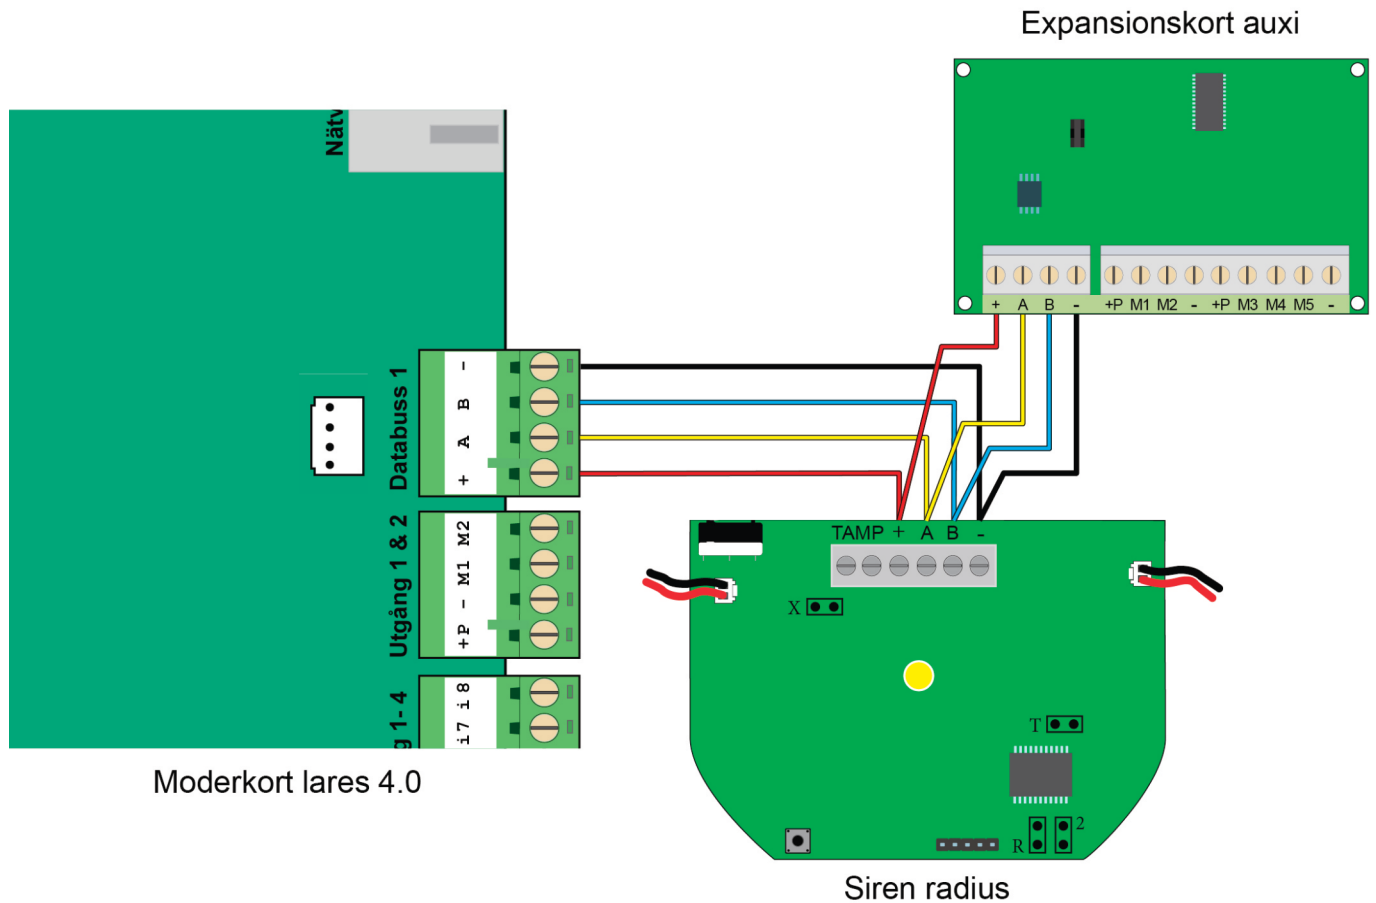 Expansionskort auxi
Nätv
+ A B - +P M1 M2 - +P M3 M4 M5 -
Databuss 1
+ A B -
Utgång 1 & 2
+P - M1 M2
g 1- 4
i7 i8
TAMP + A B -
X
T
R
2
Moderkort lares 4.0
Siren radius